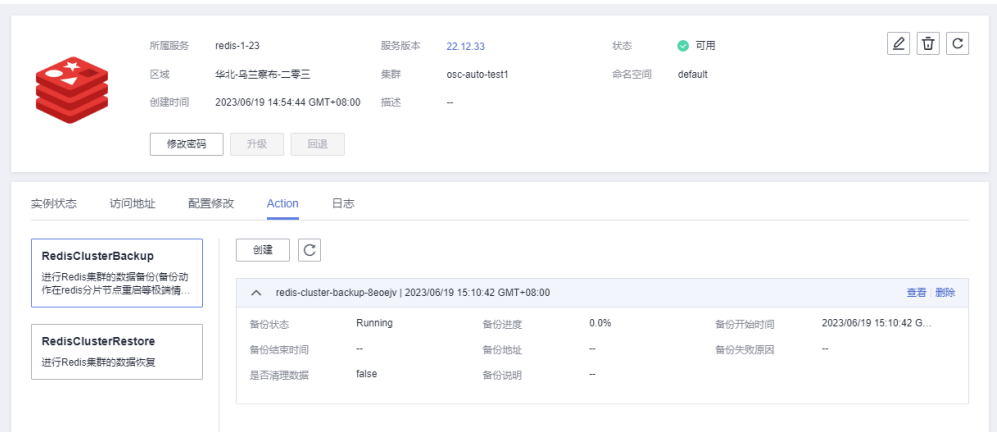 所属服务 redis-1-23 服务版本 22.12.33 状态 可用
区域 华北-乌兰察布-二零三 集群 osc-auto-test1 命名空间 default
创建时间 2023/06/19 14:54:44 GMT+08:00 描述 --
修改密码 升级 回退
实例状态 访问地址 配置修改 Action 日志
RedisClusterBackup
进行Redis集群的数据备份(备份动
作在redis分片节点重启等极端情...
RedisClusterRestore
进行Redis集群的数据恢复
创建
redis-cluster-backup-8eoejv | 2023/06/19 15:10:42 GMT+08:00 查看 删除
备份状态 Running 备份进度 0.0% 备份开始时间 2023/06/19 15:10:42 G...
备份结束时间 -- 备份地址 -- 备份失败原因 --
是否清理数据 false 备份说明 --